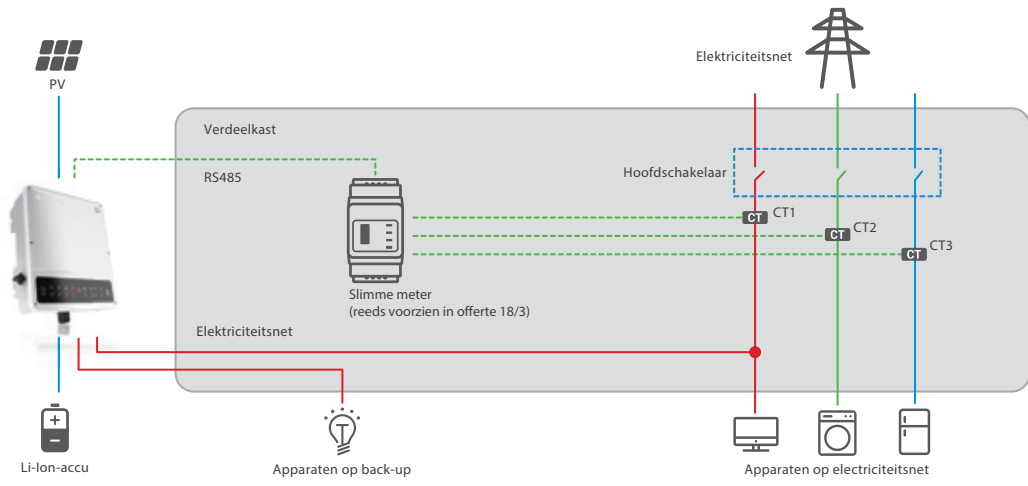 Elektriciteitsnet
PV
Verdeelkast
RS485
Hoofdschakelaar
CT CT1
CT CT2
CT CT3
Slimme meter
(reeds voorzien in offerte 18/3)
Elektriciteitsnet
Li-Ion-accu
Apparaten op back-up
Apparaten op electriciteitsnet